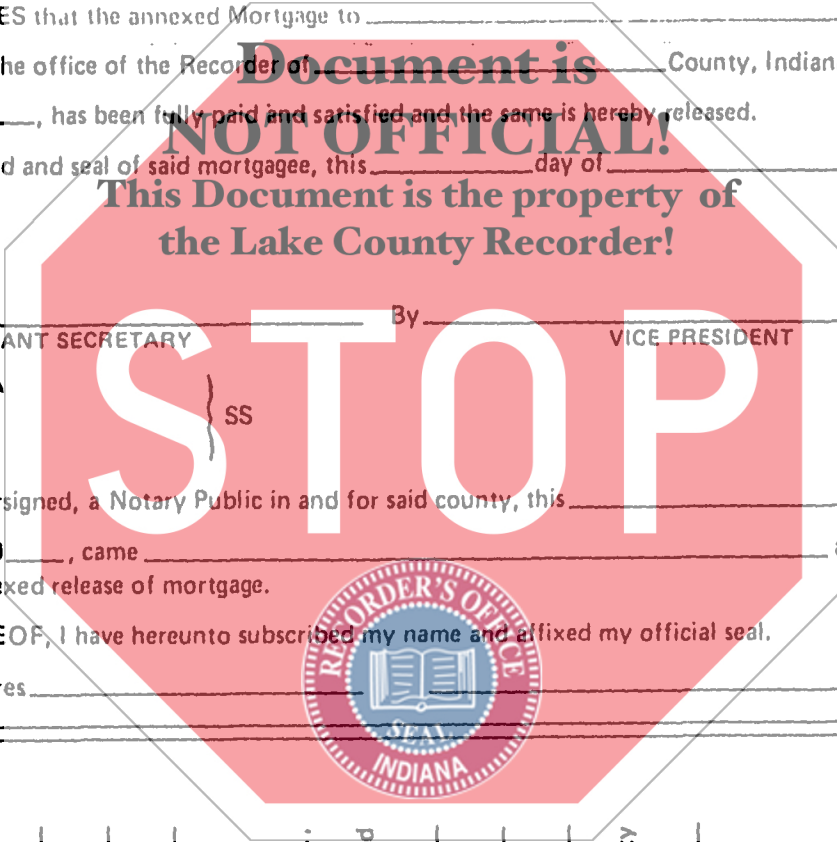 ES that the annexed Mortgage to
Document is
he office of the Recorder of County, Indian
, has been fully paid and satisfied and the same is hereby released.
NOT OFFICIAL!
d and seal of said mortgagee, this day of
This Document is the property of
the Lake County Recorder!
By
ANT SECRETARY VICE PRESIDENT
STOP
SS
signed, a Notary Public in and for said county, this
, came
exed release of mortgage.
RECORDER'S OFFICE
EOF, I have hereunto subscribed my name and affixed my official seal.
es
SEAL
INDIANA